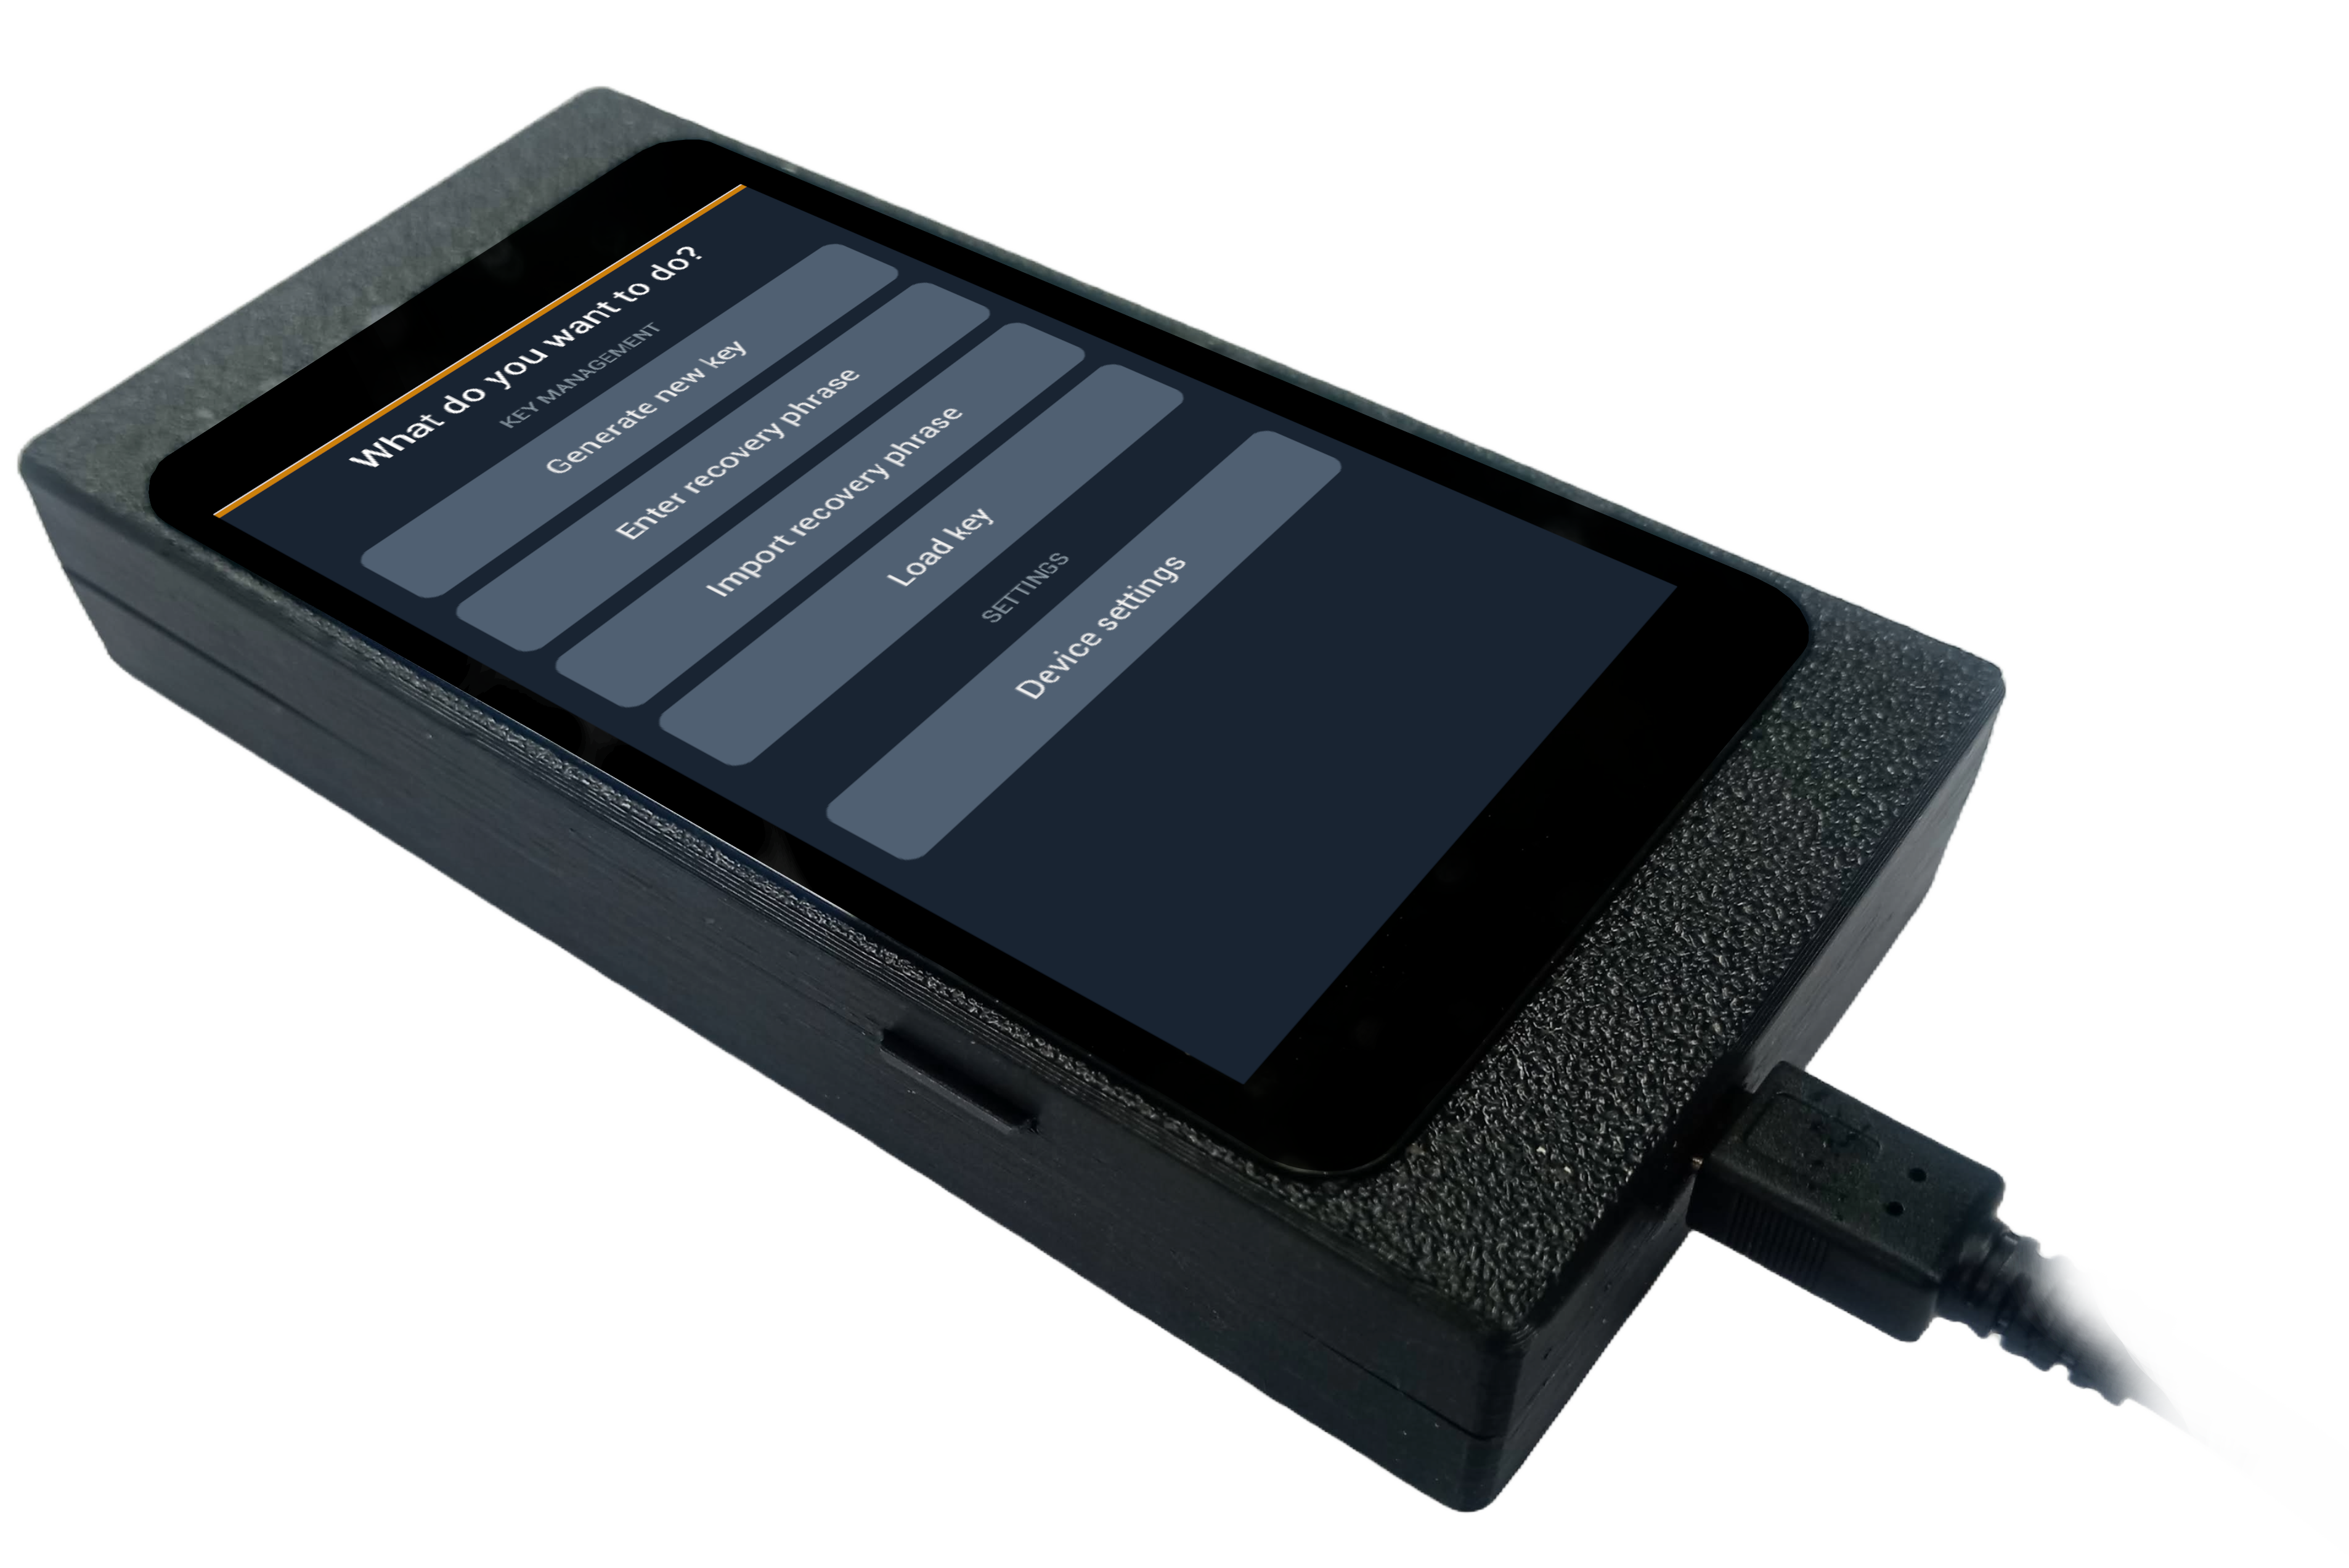 What do you want to do?
KEY MANAGEMENT
Generate new key
Enter recovery phrase
Import recovery phrase
Load key
SETTINGS
Device settings